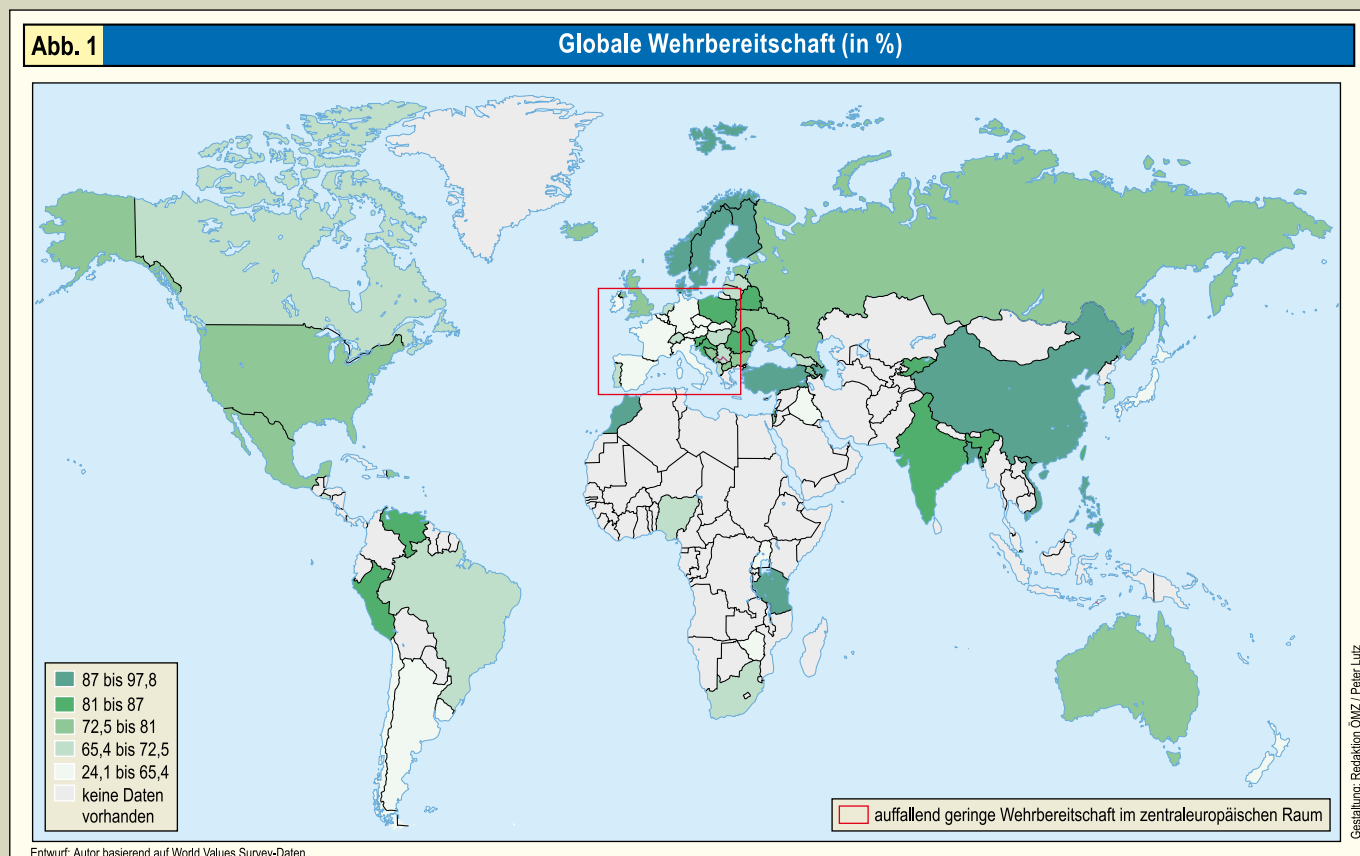 Abb. 1
Globale Wehrbereitschaft (in %)
87 bis 97,8
81 bis 87
72,5 bis 81
65,4 bis 72,5
24,1 bis 65,4
keine Daten
vorhanden
auffallend geringe Wehrbereitschaft im zentraleuropäischen Raum
Gestaltung: Redaktion ÖMZ / Peter Lutz
Entwurf: Autor basierend auf World Values Survey-Daten